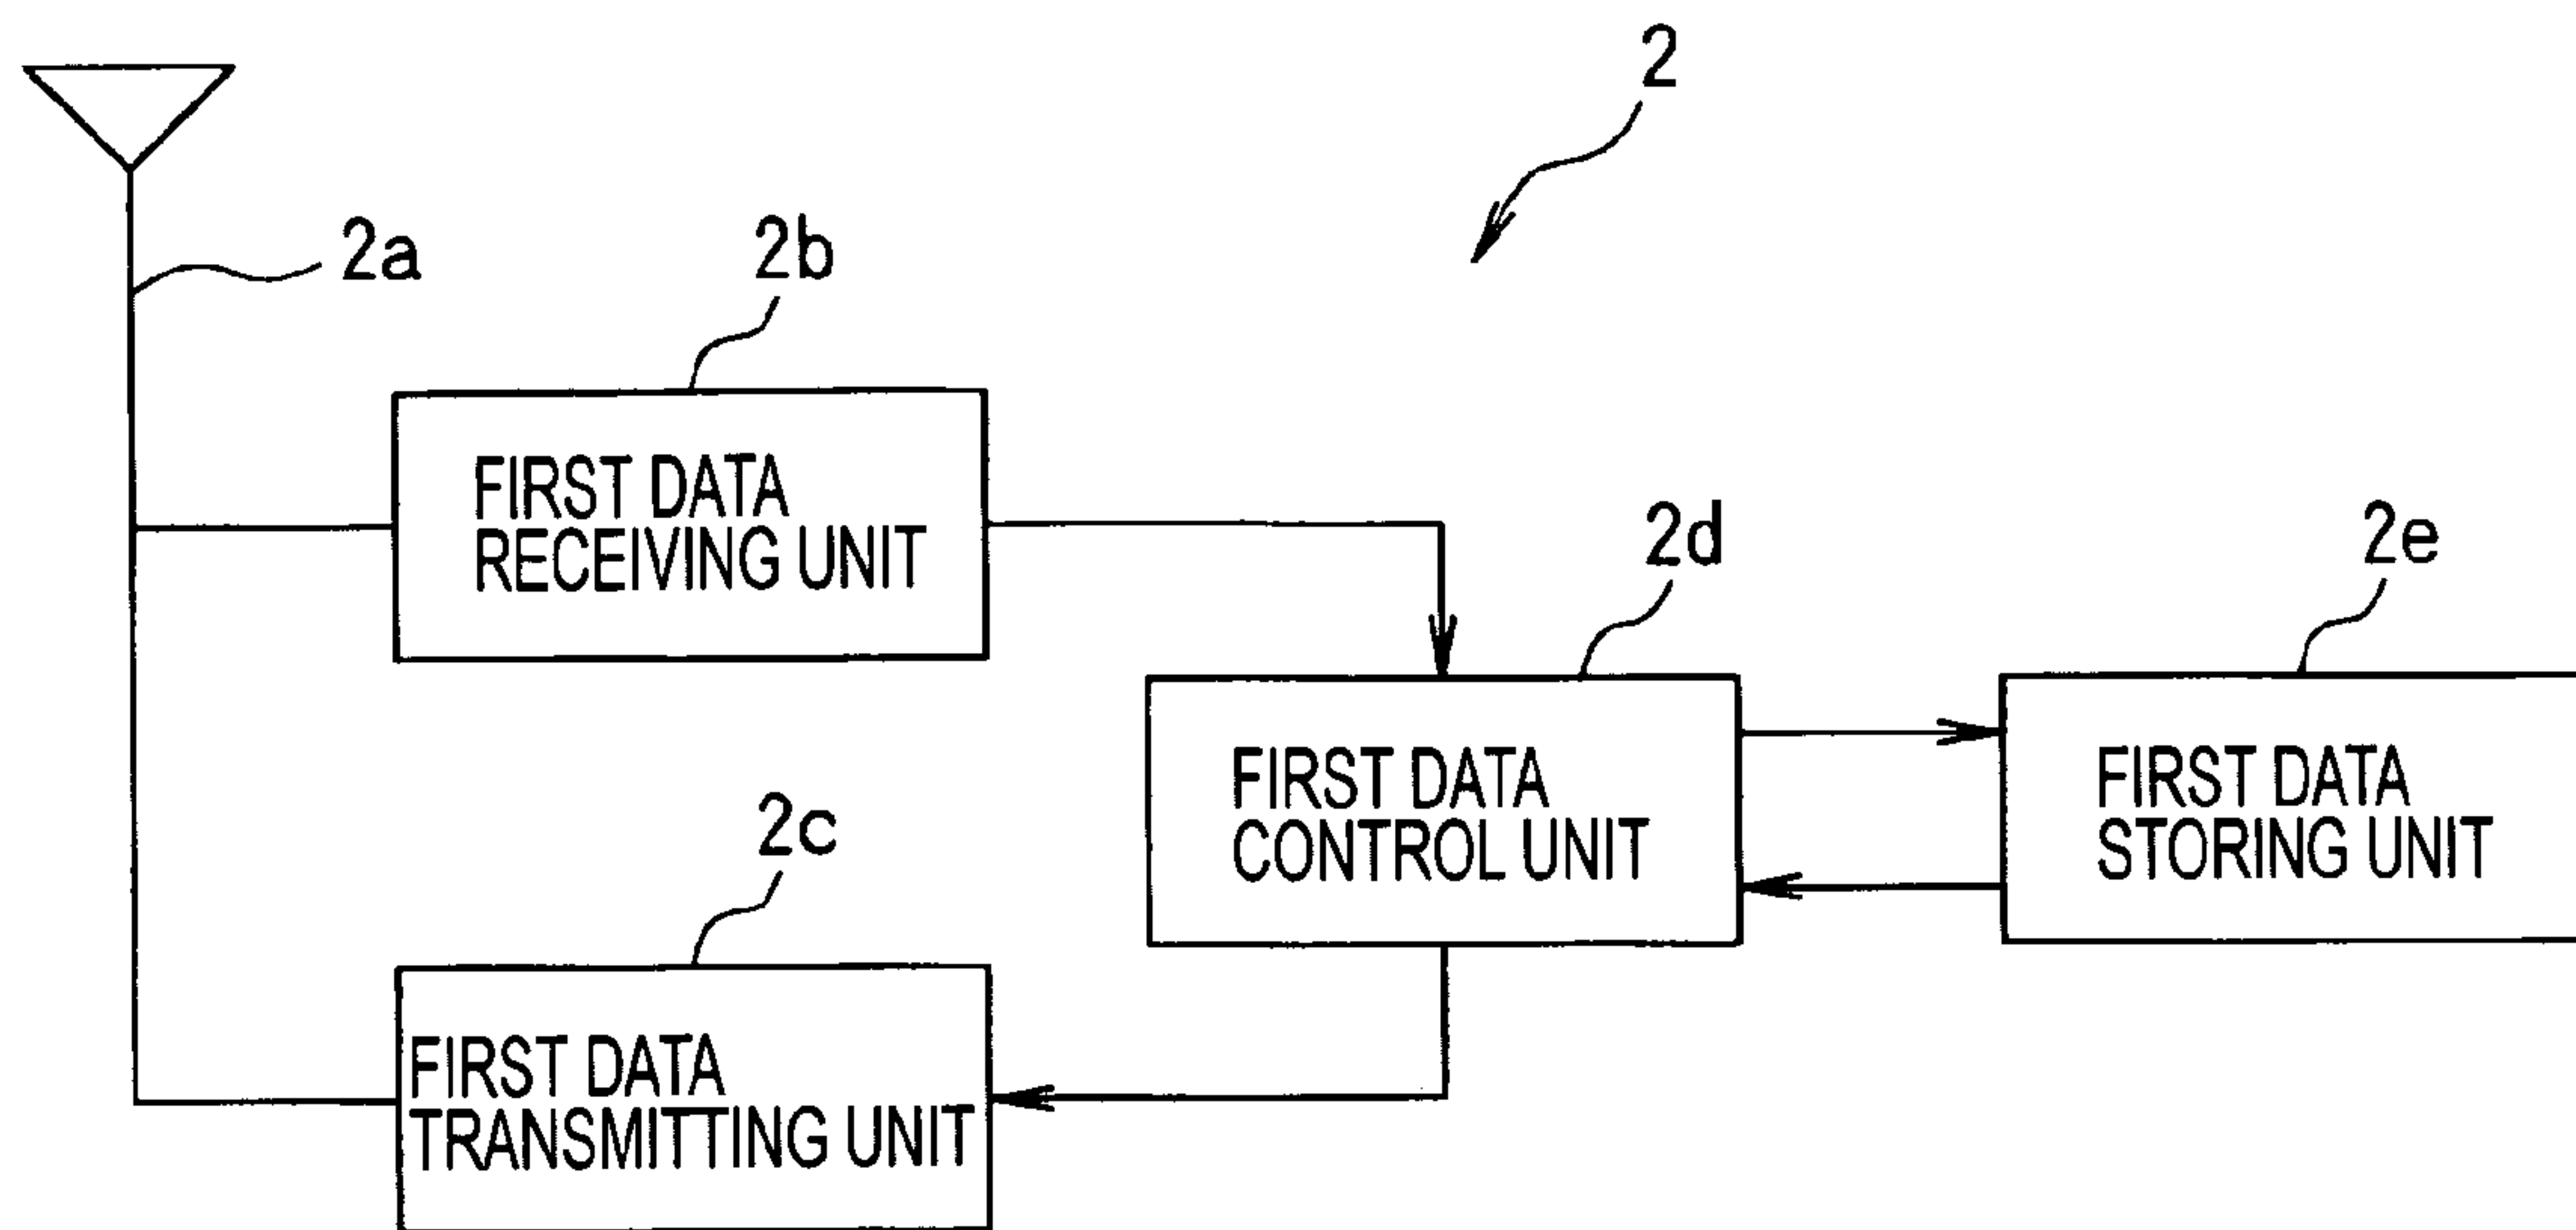 2
2a
2b
FIRST DATA
RECEIVING UNIT
2d
2e
FIRST DATA
CONTROL UNIT
FIRST DATA
STORING UNIT
2c
FIRST DATA
TRANSMITTING UNIT